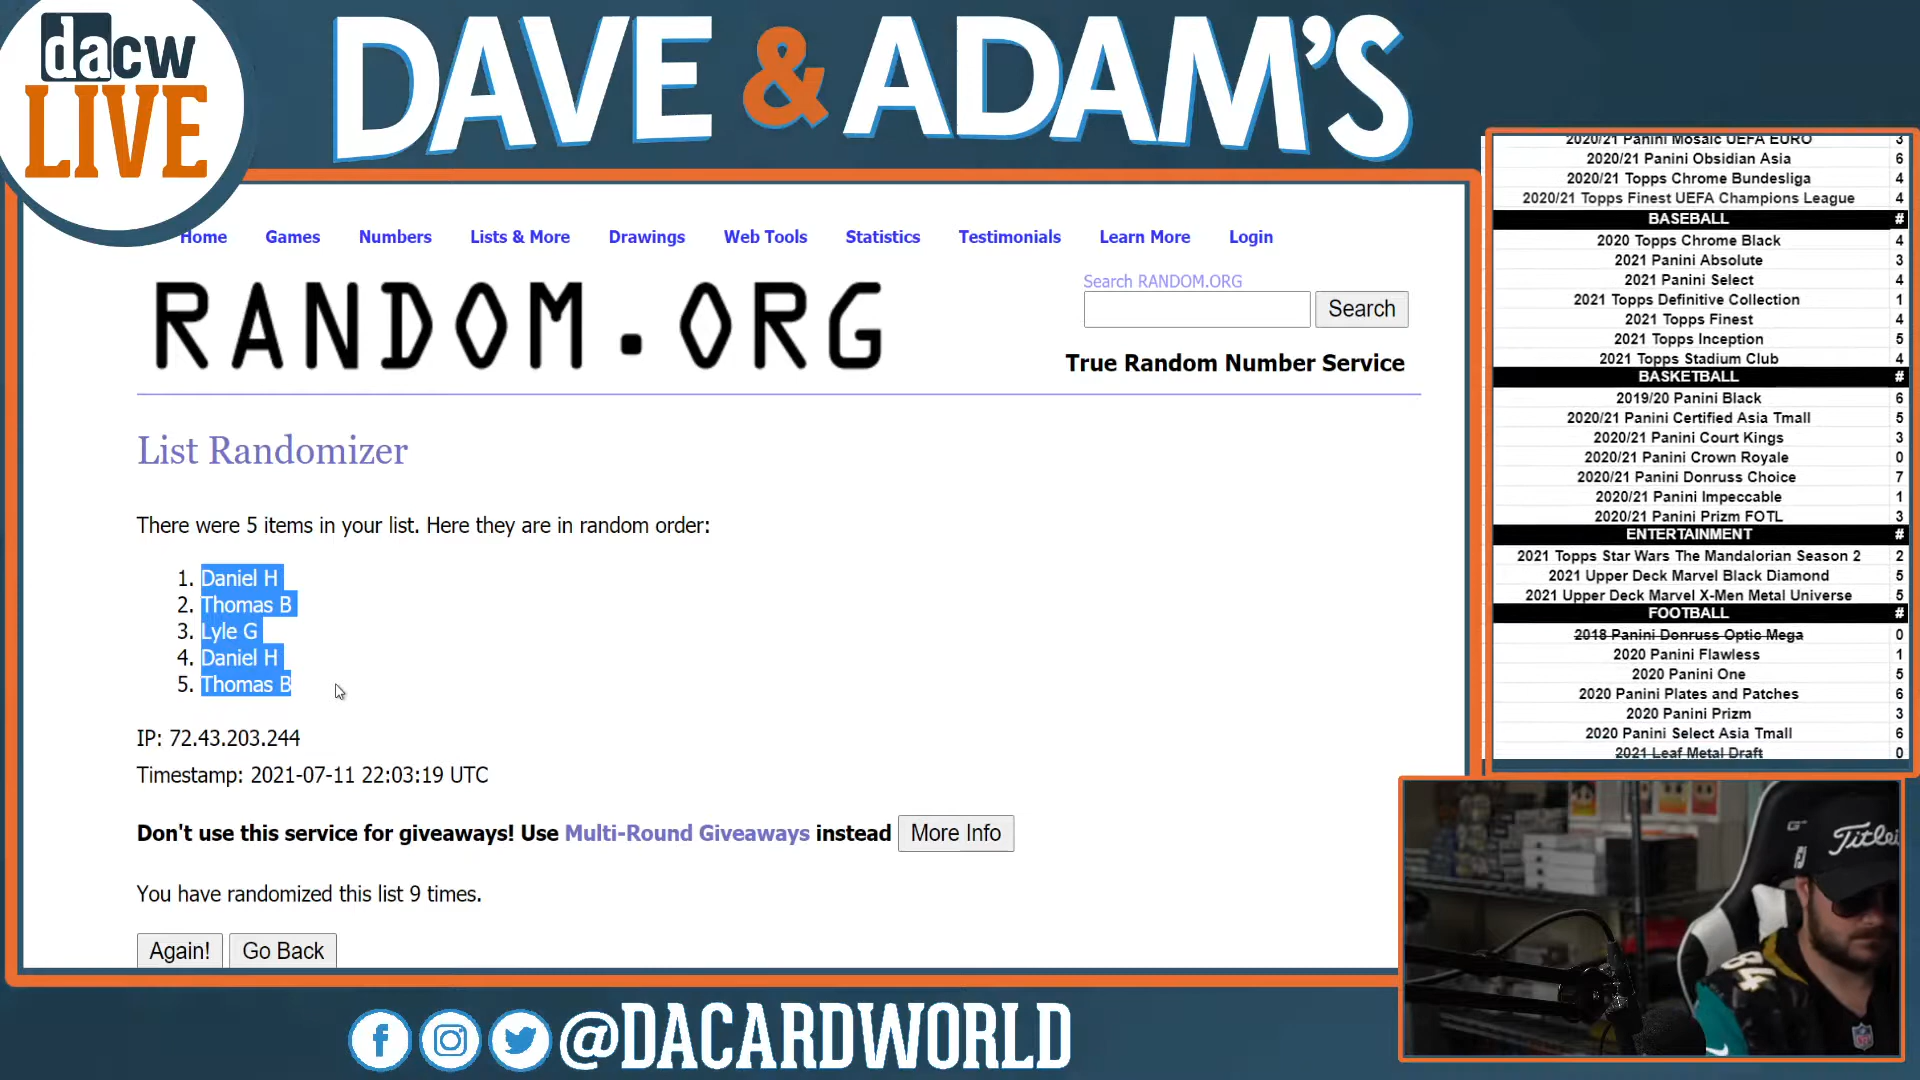 dacw
LIVE
DAVE & ADAM'S
Home Games Numbers Lists & More Drawings Web Tools Statistics Testimonials Learn More Login
RANDOM.ORG
Search RANDOM.ORG
Search
True Random Number Service
List Randomizer
There were 5 items in your list. Here they are in random order:
1. Daniel H
2. Thomas B
3. Lyle G
4. Daniel H
5. Thomas B
IP: 72.43.203.244
Timestamp: 2021-07-11 22:03:19 UTC
Don't use this service for giveaways! Use Multi-Round Giveaways instead More Info
You have randomized this list 9 times.
Again! Go Back
2020/21 Panini Mosaic UEFA EURO 3
2020/21 Panini Obsidian Asia 6
2020/21 Topps Chrome Bundesliga 4
2020/21 Topps Finest UEFA Champions League 4
BASEBALL #
2020 Topps Chrome Black 4
2021 Panini Absolute 3
2021 Panini Select 4
2021 Topps Definitive Collection 1
2021 Topps Finest 4
2021 Topps Inception 5
2021 Topps Stadium Club 4
BASKETBALL #
2019/20 Panini Black 6
2020/21 Panini Certified Asia Tmall 5
2020/21 Panini Court Kings 3
2020/21 Panini Crown Royale 0
2020/21 Panini Donruss Choice 7
2020/21 Panini Impeccable 1
2020/21 Panini Prizm FOTL 3
ENTERTAINMENT #
2021 Topps Star Wars The Mandalorian Season 2 2
2021 Upper Deck Marvel Black Diamond 5
2021 Upper Deck Marvel X-Men Metal Universe 5
FOOTBALL #
2018 Panini Donruss Optic Mega 0
2020 Panini Flawless 1
2020 Panini One 5
2020 Panini Plates and Patches 6
2020 Panini Prizm 3
2020 Panini Select Asia Tmall 6
2021 Leaf Metal Draft 0
84
@DACARDWORLD